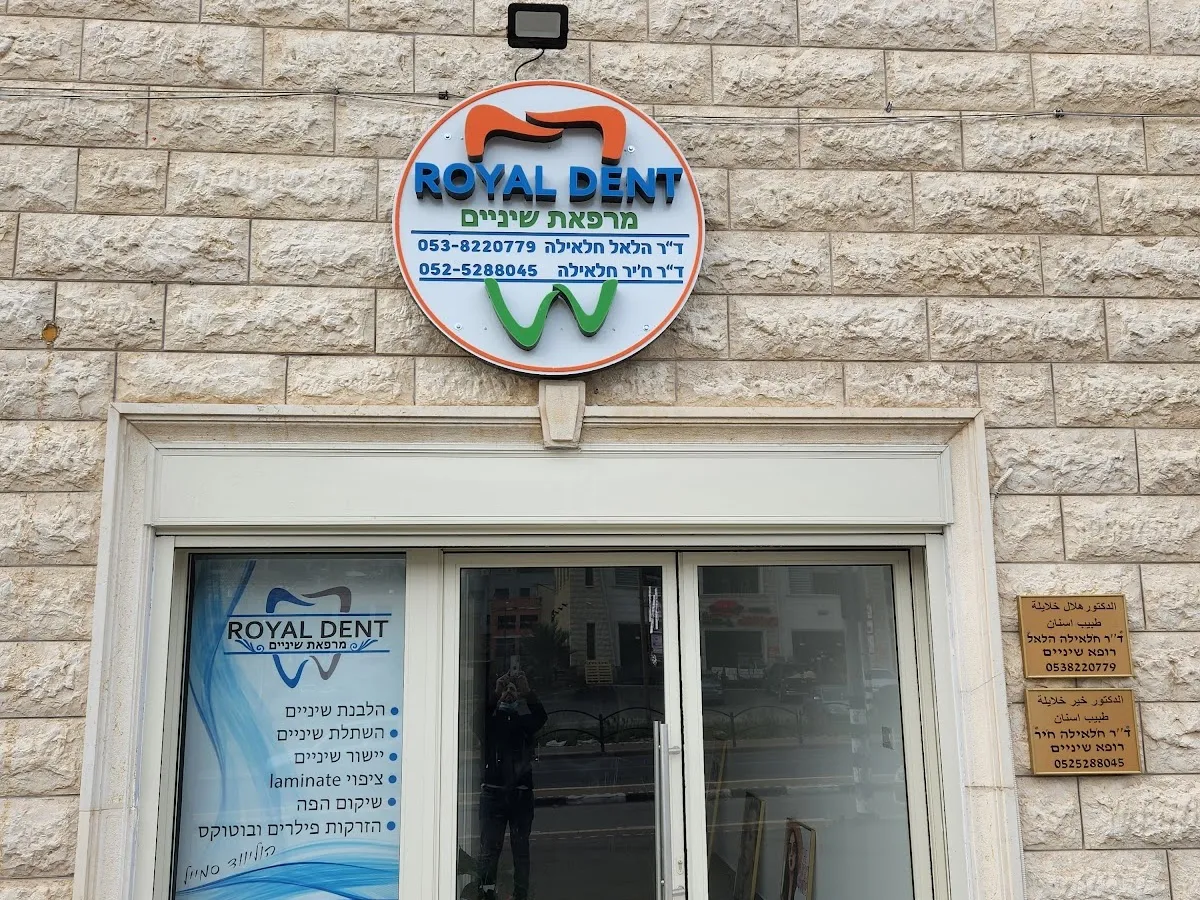 ROYAL DENT
מרפאת שיניים
ד"ר הלאל חלאילה 053-8220779
ד"ר ח'יר חלאילה 052-5288045
ROYAL DENT
מרפאת שיניים
הלבנת שיניים
השתלת שיניים
יישור שיניים
ציפוי laminate
שיקום הפה
הזרקות פילרים ובוטוקס
הוליווד סמייל
الدكتور هلال خلايلة
طبيب اسنان
ד''ר חלאילה הלאל
רופא שיניים
0538220779
الدكتور خير خلايلة
طبيب اسنان
ד''ר חלאילה חיר
רופא שיניים
0525288045